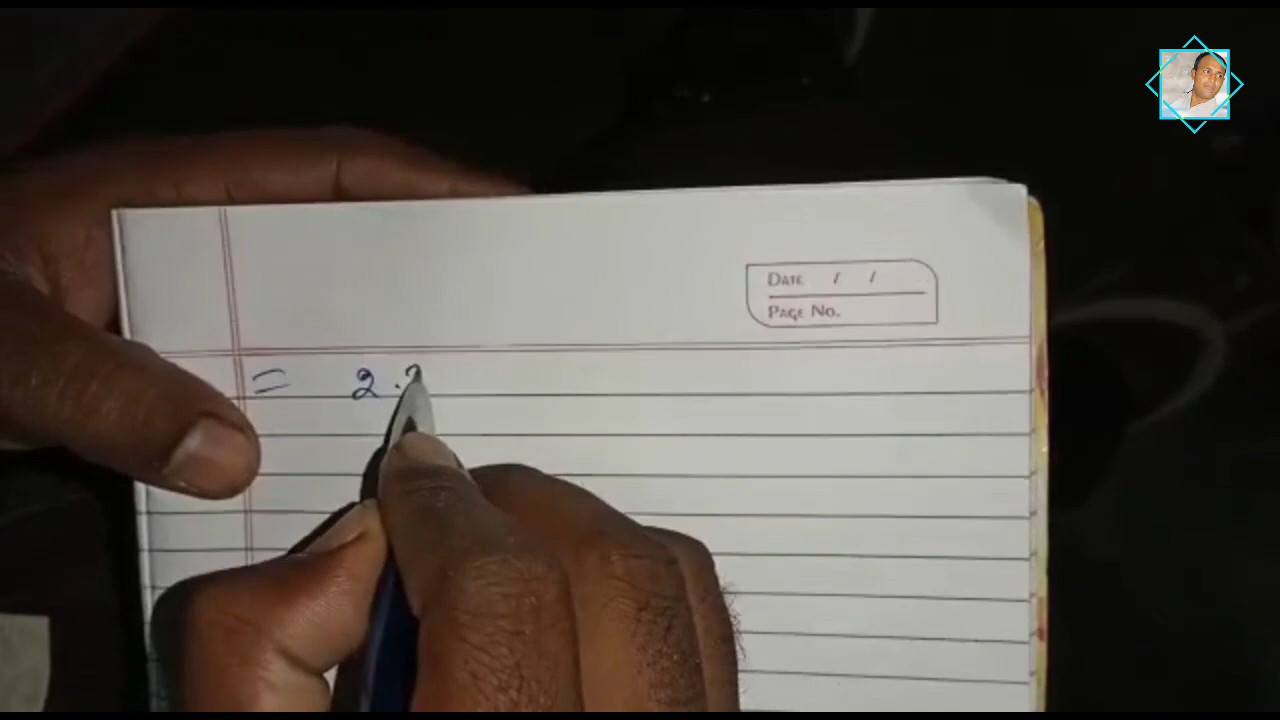 DATE / /
PAGE No.
= 2.